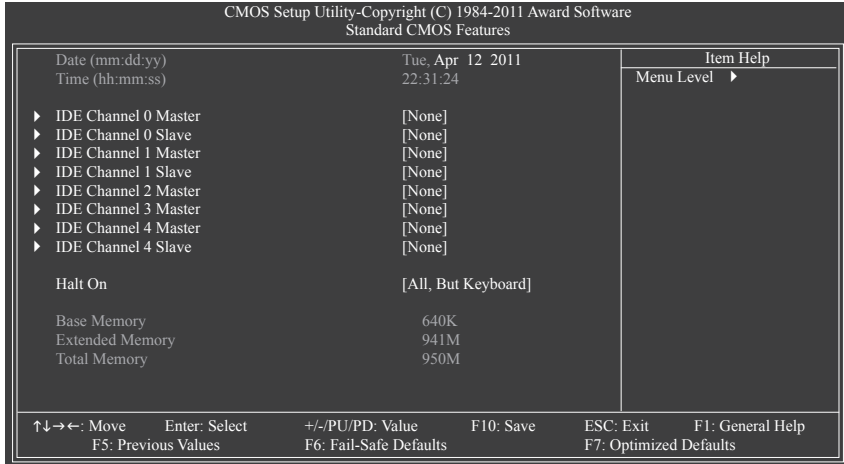 CMOS Setup Utility-Copyright (C) 1984-2011 Award Software
Standard CMOS Features
Date (mm:dd:yy) Tue, Apr 12 2011
Time (hh:mm:ss) 22:31:24
IDE Channel 0 Master [None]
IDE Channel 0 Slave [None]
IDE Channel 1 Master [None]
IDE Channel 1 Slave [None]
IDE Channel 2 Master [None]
IDE Channel 3 Master [None]
IDE Channel 4 Master [None]
IDE Channel 4 Slave [None]
Halt On [All, But Keyboard]
Base Memory 640K
Extended Memory 941M
Total Memory 950M
Item Help
Menu Level ▶
↑↓→←: Move Enter: Select +/-/PU/PD: Value F10: Save ESC: Exit F1: General Help
F5: Previous Values F6: Fail-Safe Defaults F7: Optimized Defaults